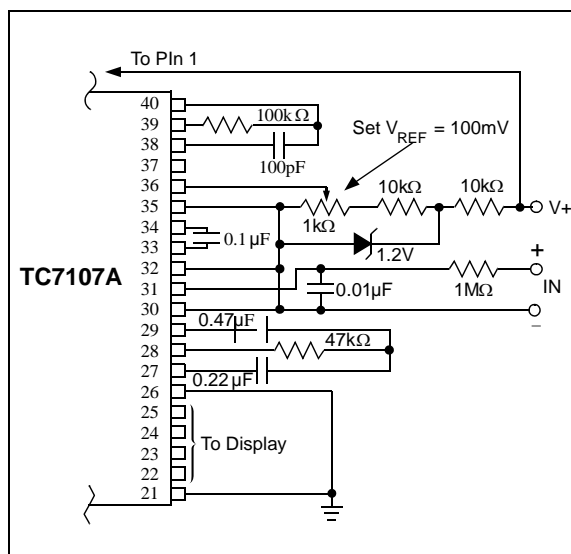 To PIn 1
40
39
100kΩ
38
100pF
Set VREF = 100mV
37
36
10kΩ
10kΩ
35
V+
1kΩ
34
0.1 µF
33
1.2V
+
TC7107A
32
31
IN
0.01µF
1MΩ
30
–
29
0.47µF
28
47kΩ
27
0.22µF
26
25
24
To Display
23
22
21